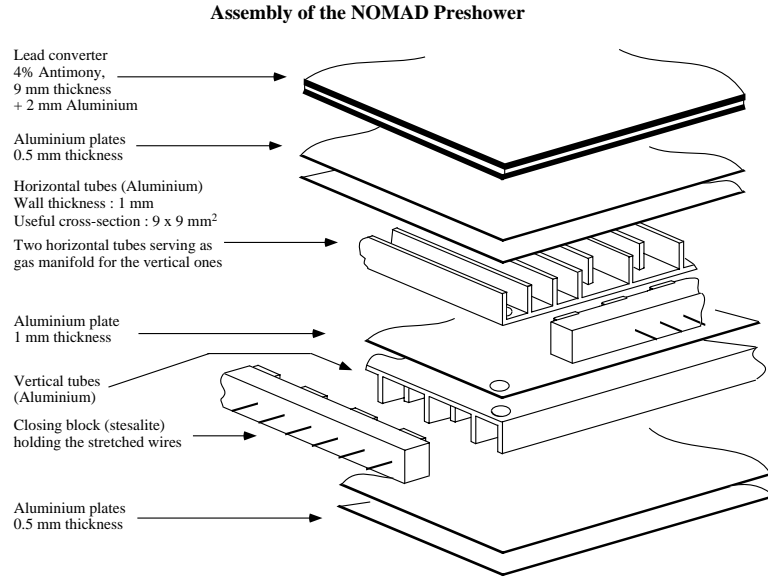 Assembly of the NOMAD Preshower
Lead converter
4% Antimony,
9 mm thickness
+ 2 mm Aluminium
Aluminium plates
0.5 mm thickness
Horizontal tubes (Aluminium)
Wall thickness : 1 mm
Useful cross-section : 9 x 9 mm²
Two horizontal tubes serving as
gas manifold for the vertical ones
Aluminium plate
1 mm thickness
Vertical tubes
(Aluminium)
Closing block (stesalite)
holding the stretched wires
Aluminium plates
0.5 mm thickness